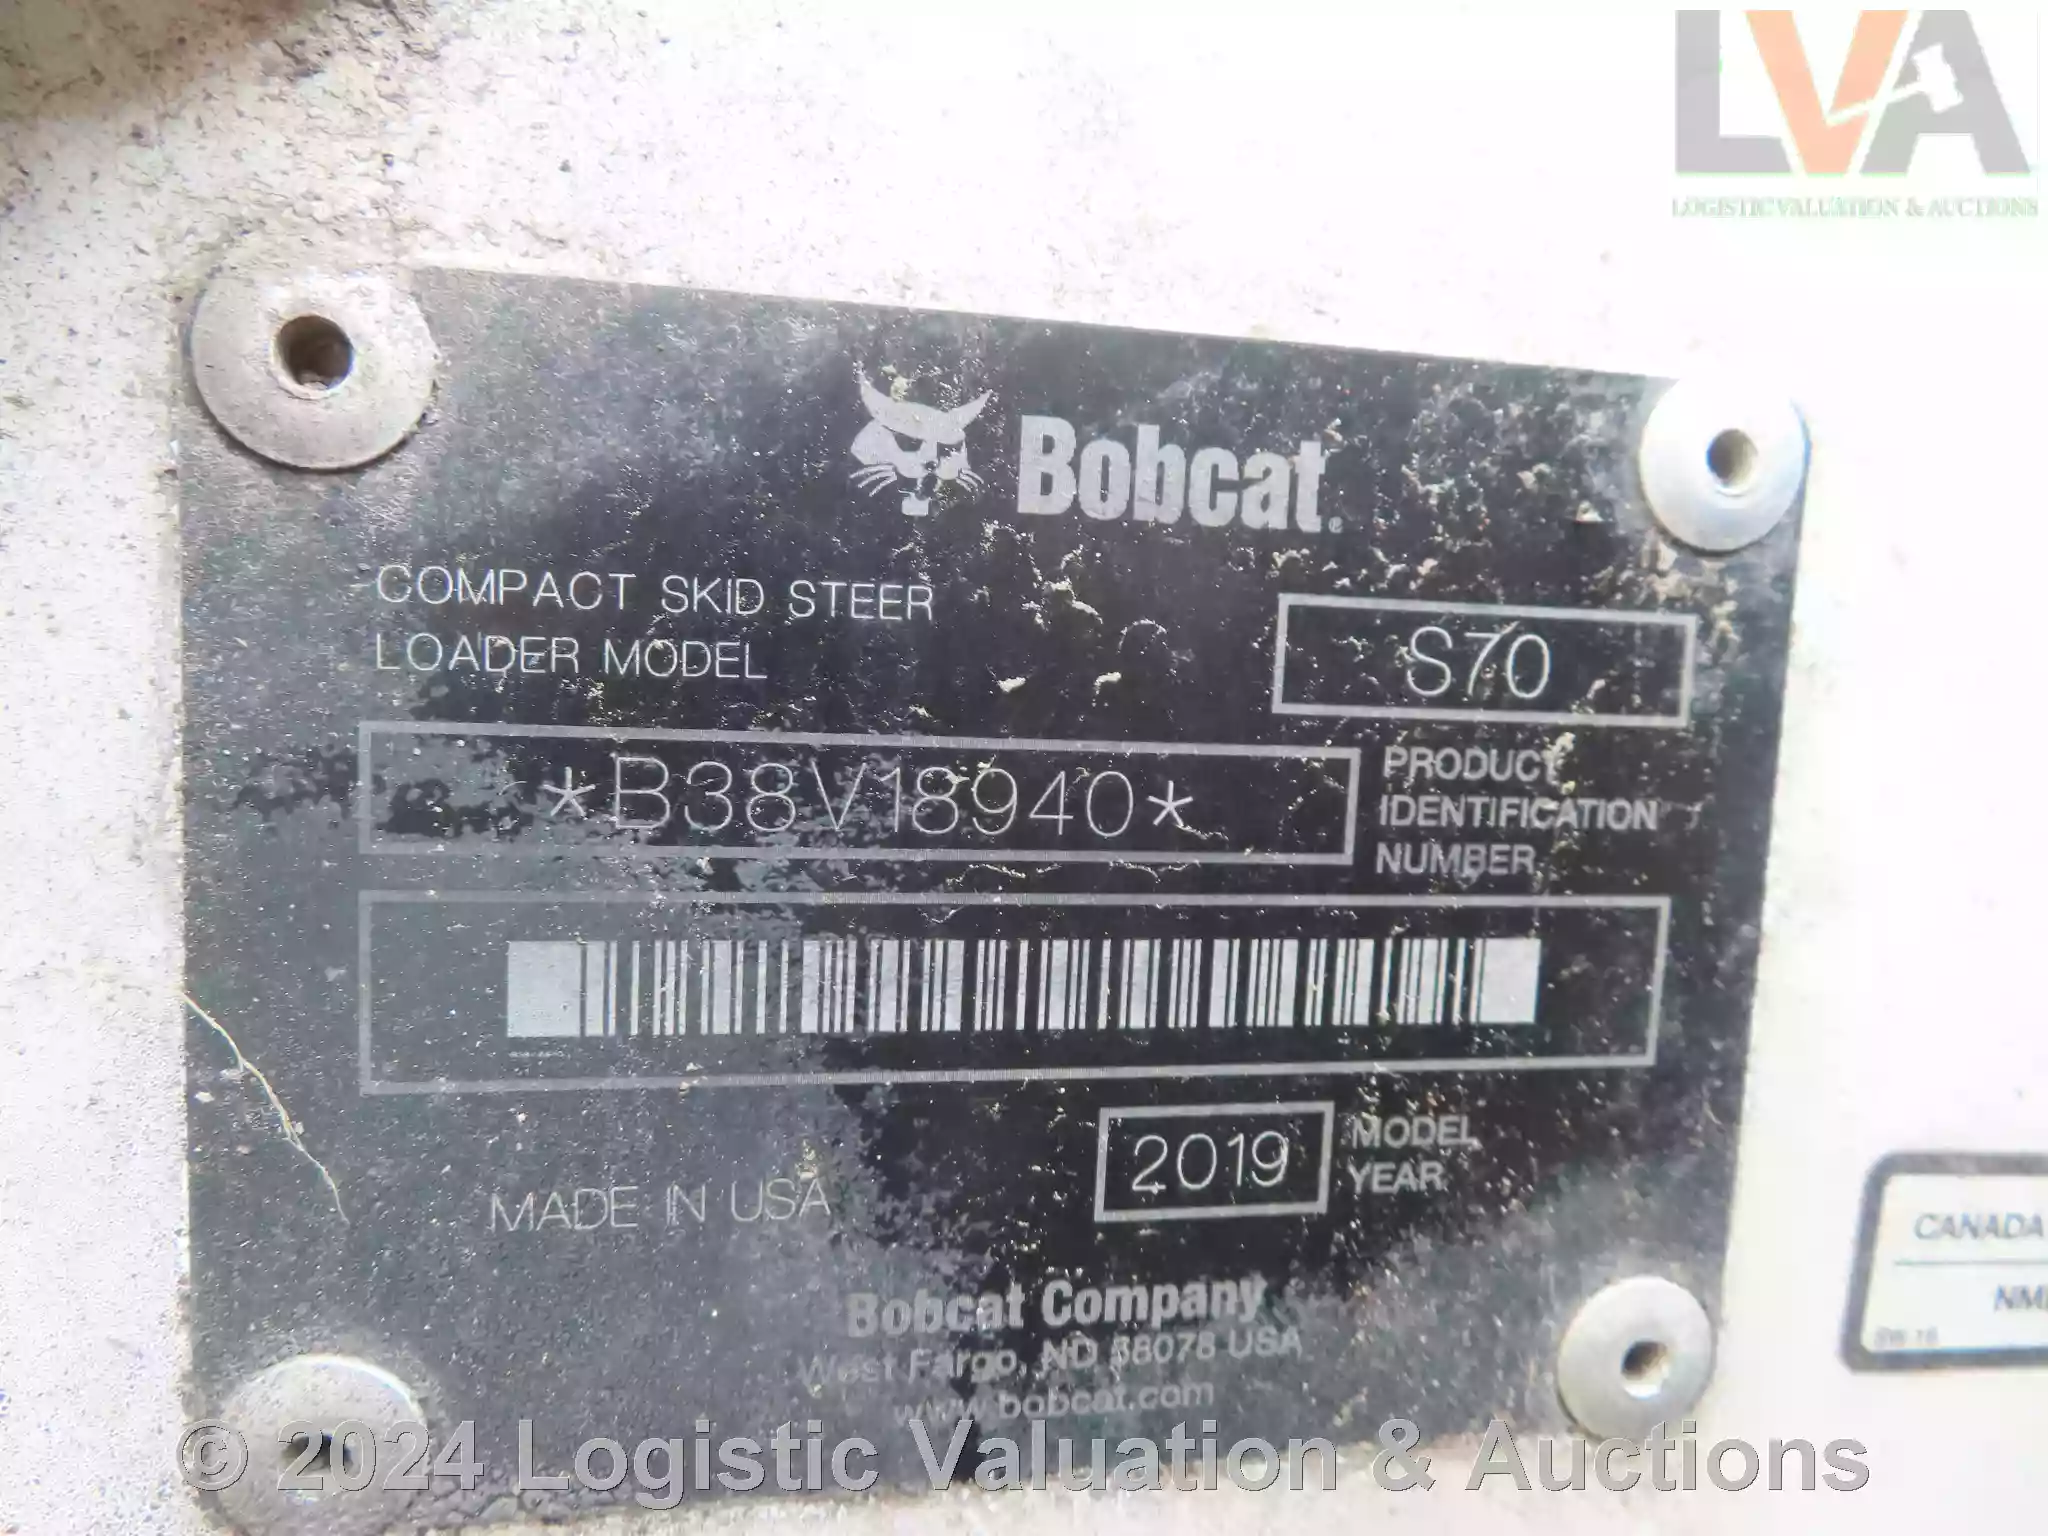 LVA
LOGISTIC VALUATION & AUCTIONS
Bobcat®
COMPACT SKID STEER
LOADER MODEL
S70
*B38V18940*
PRODUCT
IDENTIFICATION
NUMBER
2019
MODEL
YEAR
MADE IN USA
Bobcat Company
West Fargo, ND 58078 USA
www.bobcat.com
CANADA
NM
© 2024 Logistic Valuation & Auctions